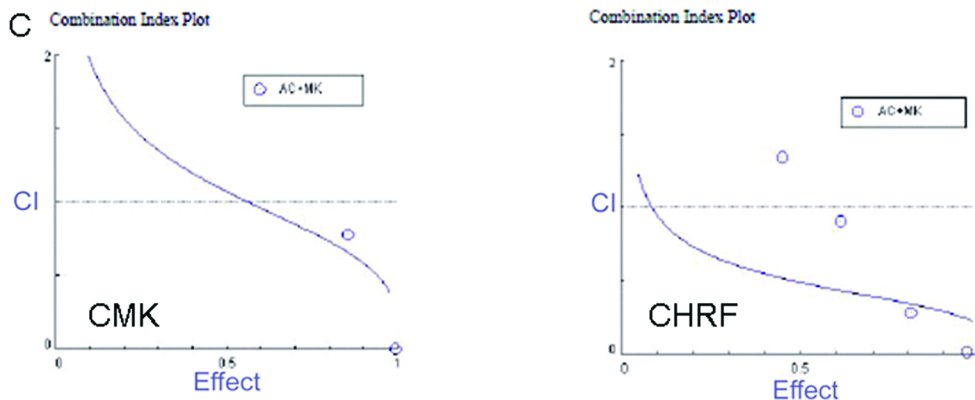 C
Combination Index Plot
2
AC+MK
CI
CMK
0
0
0.5
1
Effect
Combination Index Plot
2
AC+MK
CI
CHRF
0
0
0.5
Effect